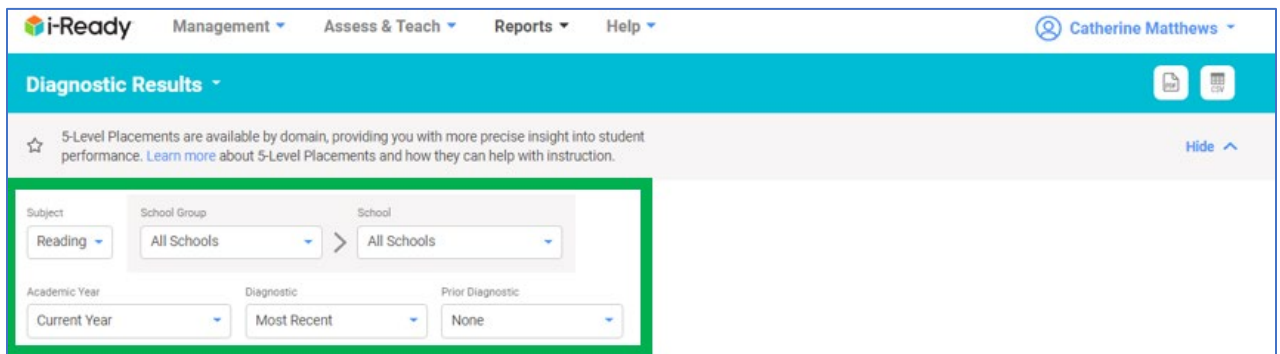 i-Ready Management Assess & Teach Reports Help Catherine Matthews
Diagnostic Results PDF CSV
5-Level Placements are available by domain, providing you with more precise insight into student
performance. Learn more about 5-Level Placements and how they can help with instruction.
Hide
Subject School Group School
Reading All Schools > All Schools
Academic Year Diagnostic Prior Diagnostic
Current Year Most Recent None